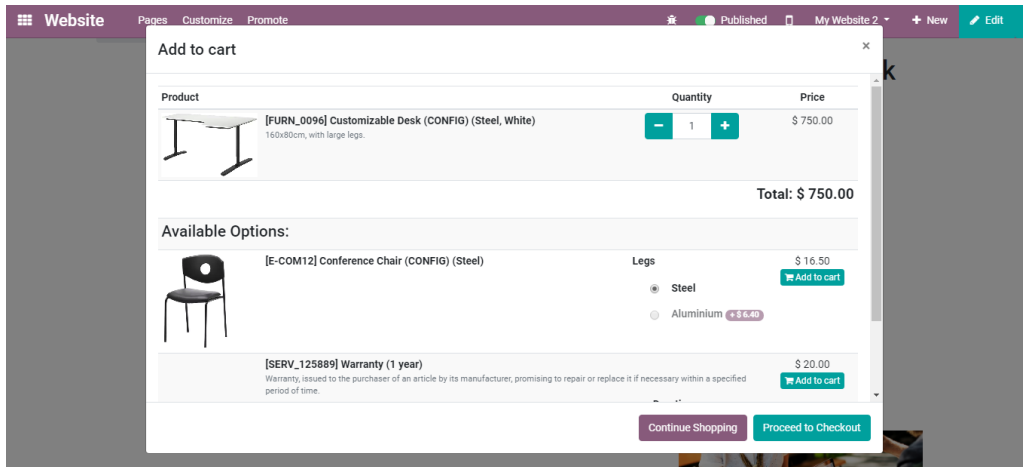 Website Pages Customize Promote Published My Website 2 + New Edit
Add to cart ×
k
Product Quantity Price
[FURN_0096] Customizable Desk (CONFIG) (Steel, White) − 1 + $ 750.00
160x80cm, with large legs.
Total: $ 750.00
Available Options:
[E-COM12] Conference Chair (CONFIG) (Steel) Legs $ 16.50
Add to cart
Steel
Aluminium + $ 6.40
[SERV_125889] Warranty (1 year) $ 20.00
Warranty, issued to the purchaser of an article by its manufacturer, promising to repair or replace it if necessary within a specified
Add to cart
period of time.
Continue Shopping Proceed to Checkout